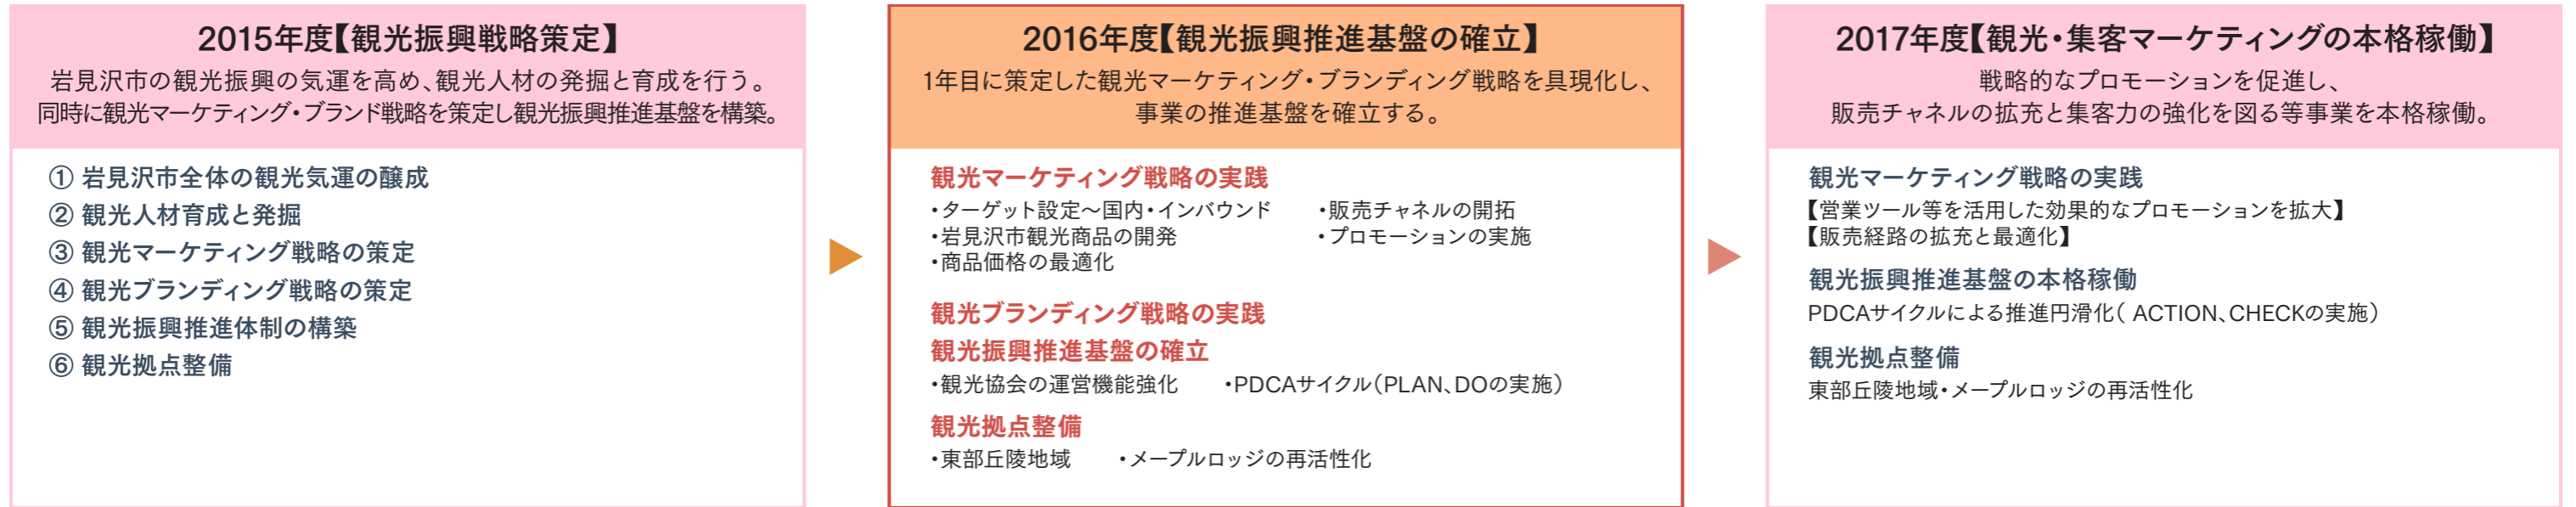 2015年度【観光振興戦略策定】
岩見沢市の観光振興の気運を高め、観光人材の発掘と育成を行う。
同時に観光マーケティング・ブランド戦略を策定し観光振興推進基盤を構築。
① 岩見沢市全体の観光気運の醸成
② 観光人材育成と発掘
③ 観光マーケティング戦略の策定
④ 観光ブランディング戦略の策定
⑤ 観光振興推進体制の構築
⑥ 観光拠点整備
2016年度【観光振興推進基盤の確立】
1年目に策定した観光マーケティング・ブランディング戦略を具現化し、
事業の推進基盤を確立する。
観光マーケティング戦略の実践
・ターゲット設定～国内・インバウンド ・販売チャネルの開拓
・岩見沢市観光商品の開発 ・プロモーションの実施
・商品価格の最適化
観光ブランディング戦略の実践
観光振興推進基盤の確立
・観光協会の運営機能強化 ・PDCAサイクル（PLAN、DOの実施）
観光拠点整備
・東部丘陵地域 ・メープルロッジの再活性化
2017年度【観光・集客マーケティングの本格稼働】
戦略的なプロモーションを促進し、
販売チャネルの拡充と集客力の強化を図る等事業を本格稼働。
観光マーケティング戦略の実践
【営業ツール等を活用した効果的なプロモーションを拡大】
【販売経路の拡充と最適化】
観光振興推進基盤の本格稼働
PDCAサイクルによる推進円滑化（ ACTION、CHECKの実施）
観光拠点整備
東部丘陵地域・メープルロッジの再活性化